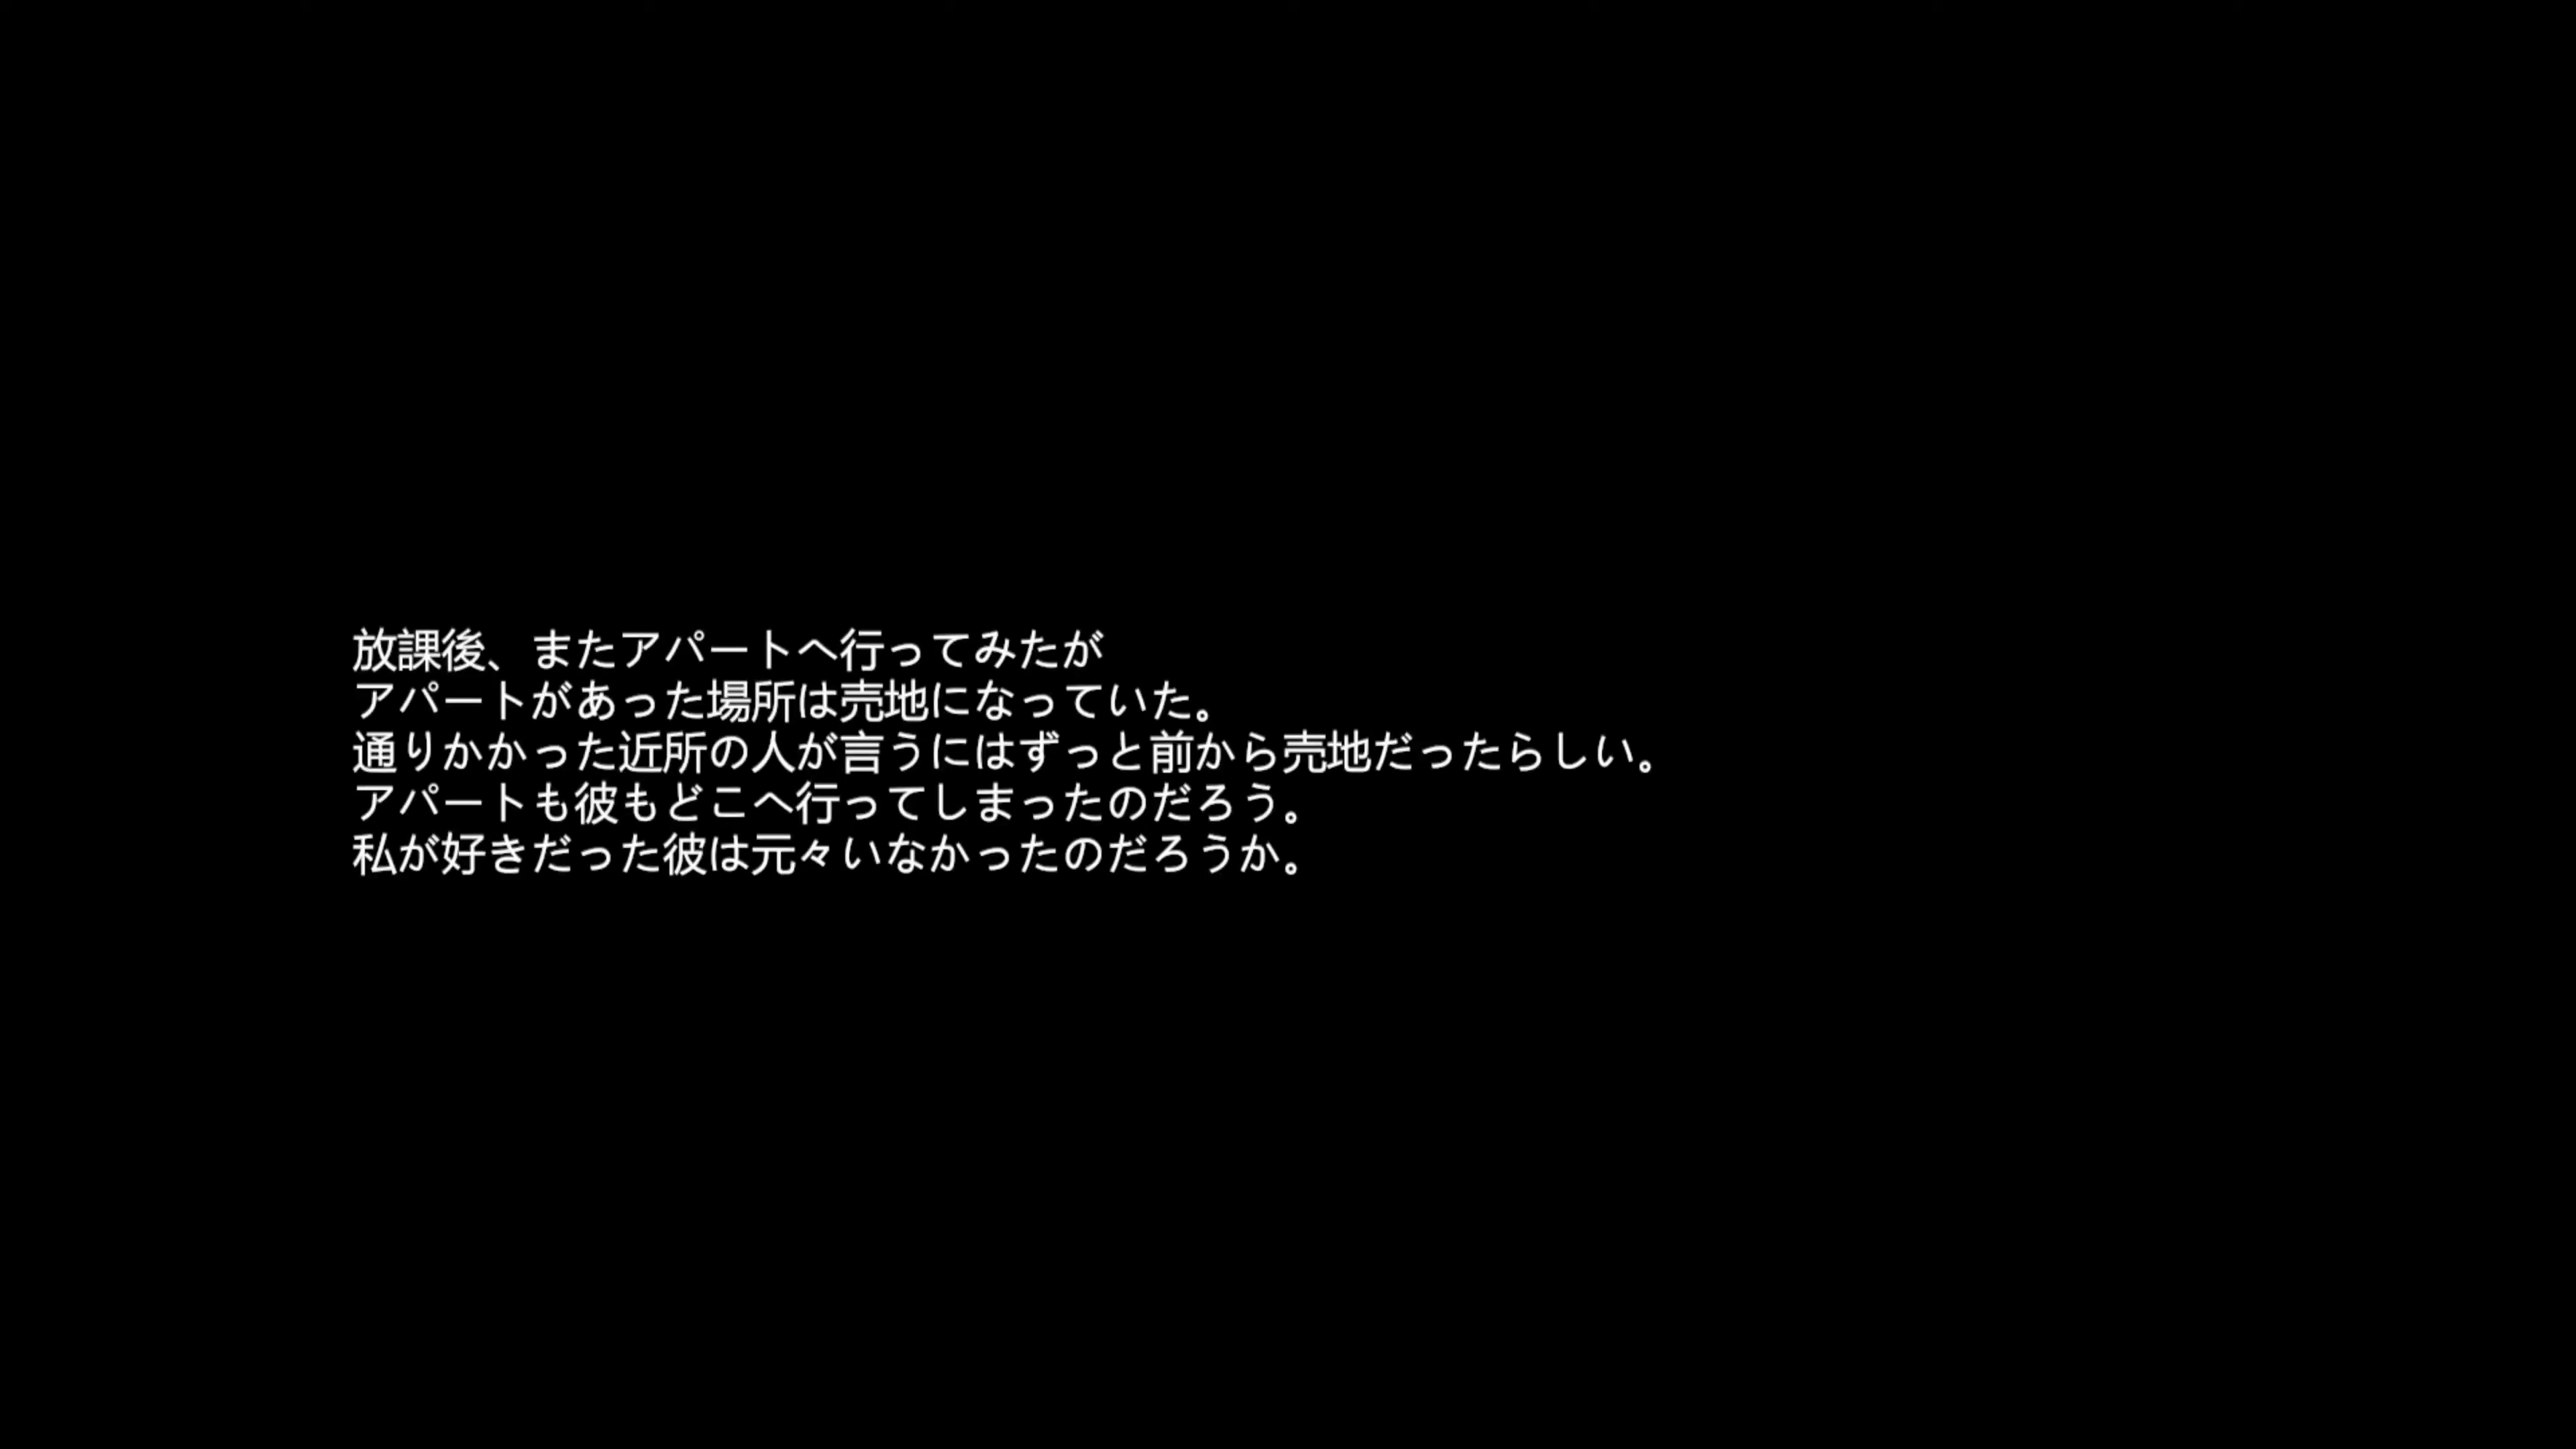 放課後、またアパートへ行ってみたが
アパートがあった場所は売地になっていた。
通りかかった近所の人が言うにはずっと前から売地だったらしい。
アパートも彼もどこへ行ってしまったのだろう。
私が好きだった彼は元々いなかったのだろうか。